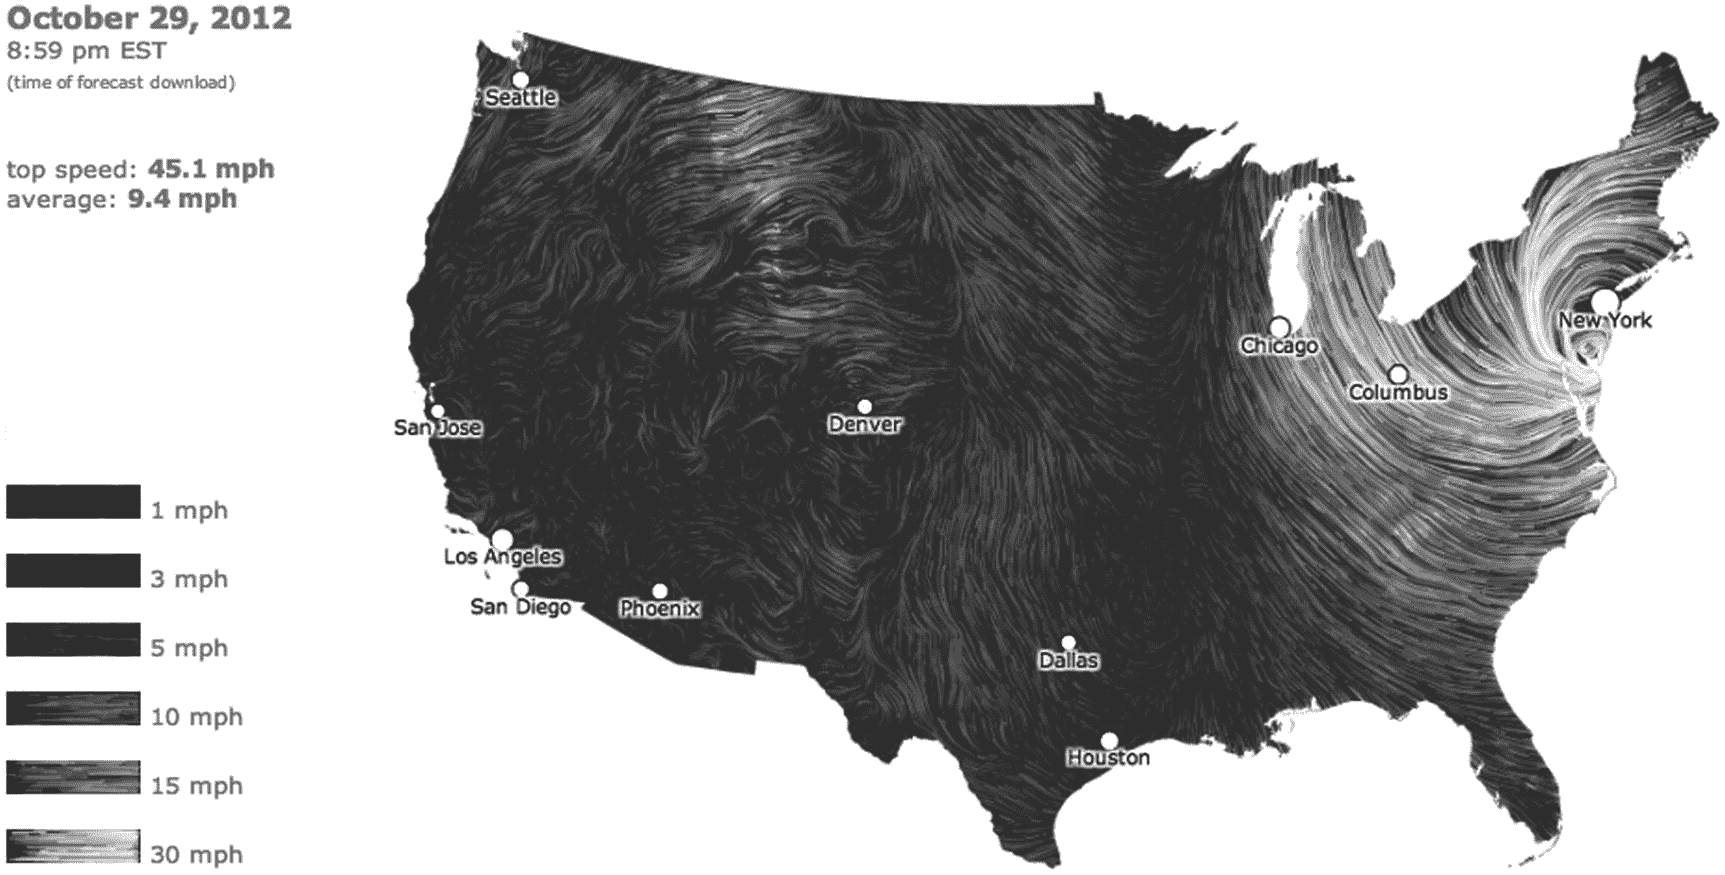 October 29, 2012
8:59 pm EST
(time of forecast download)
top speed: 45.1 mph
average: 9.4 mph
1 mph
3 mph
5 mph
10 mph
15 mph
30 mph
Seattle
New York
Chicago
Columbus
Denver
San Jose
Los Angeles
San Diego
Phoenix
Dallas
Houston